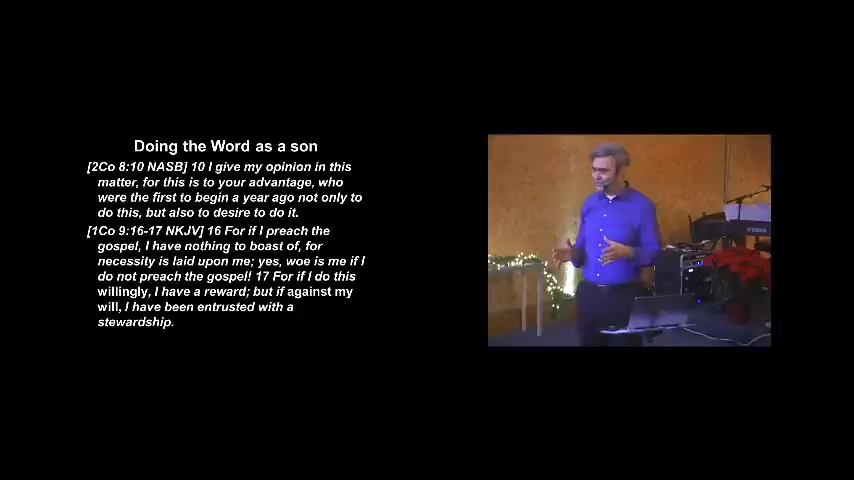 Doing the Word as a son
[2Co 8:10 NASB] 10 I give my opinion in this
matter, for this is to your advantage, who
were the first to begin a year ago not only to
do this, but also to desire to do it.
[1Co 9:16-17 NKJV] 16 For if I preach the
gospel, I have nothing to boast of, for
necessity is laid upon me; yes, woe is me if I
do not preach the gospel! 17 For if I do this
willingly, I have a reward; but if against my
will, I have been entrusted with a
stewardship.